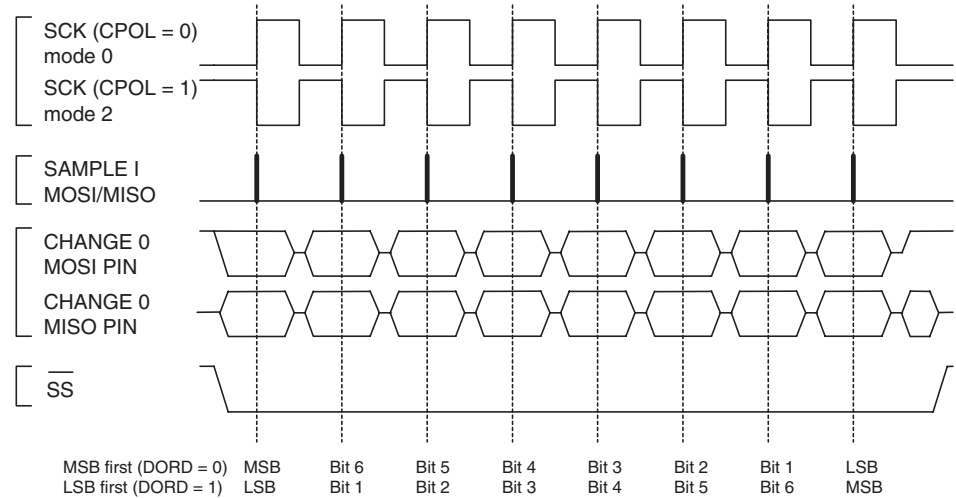 SCK (CPOL = 0)
mode 0
SCK (CPOL = 1)
mode 2
SAMPLE I
MOSI/MISO
CHANGE 0
MOSI PIN
CHANGE 0
MISO PIN
SS
MSB first (DORD = 0) MSB Bit 6 Bit 5 Bit 4 Bit 3 Bit 2 Bit 1 LSB
LSB first (DORD = 1) LSB Bit 1 Bit 2 Bit 3 Bit 4 Bit 5 Bit 6 MSB